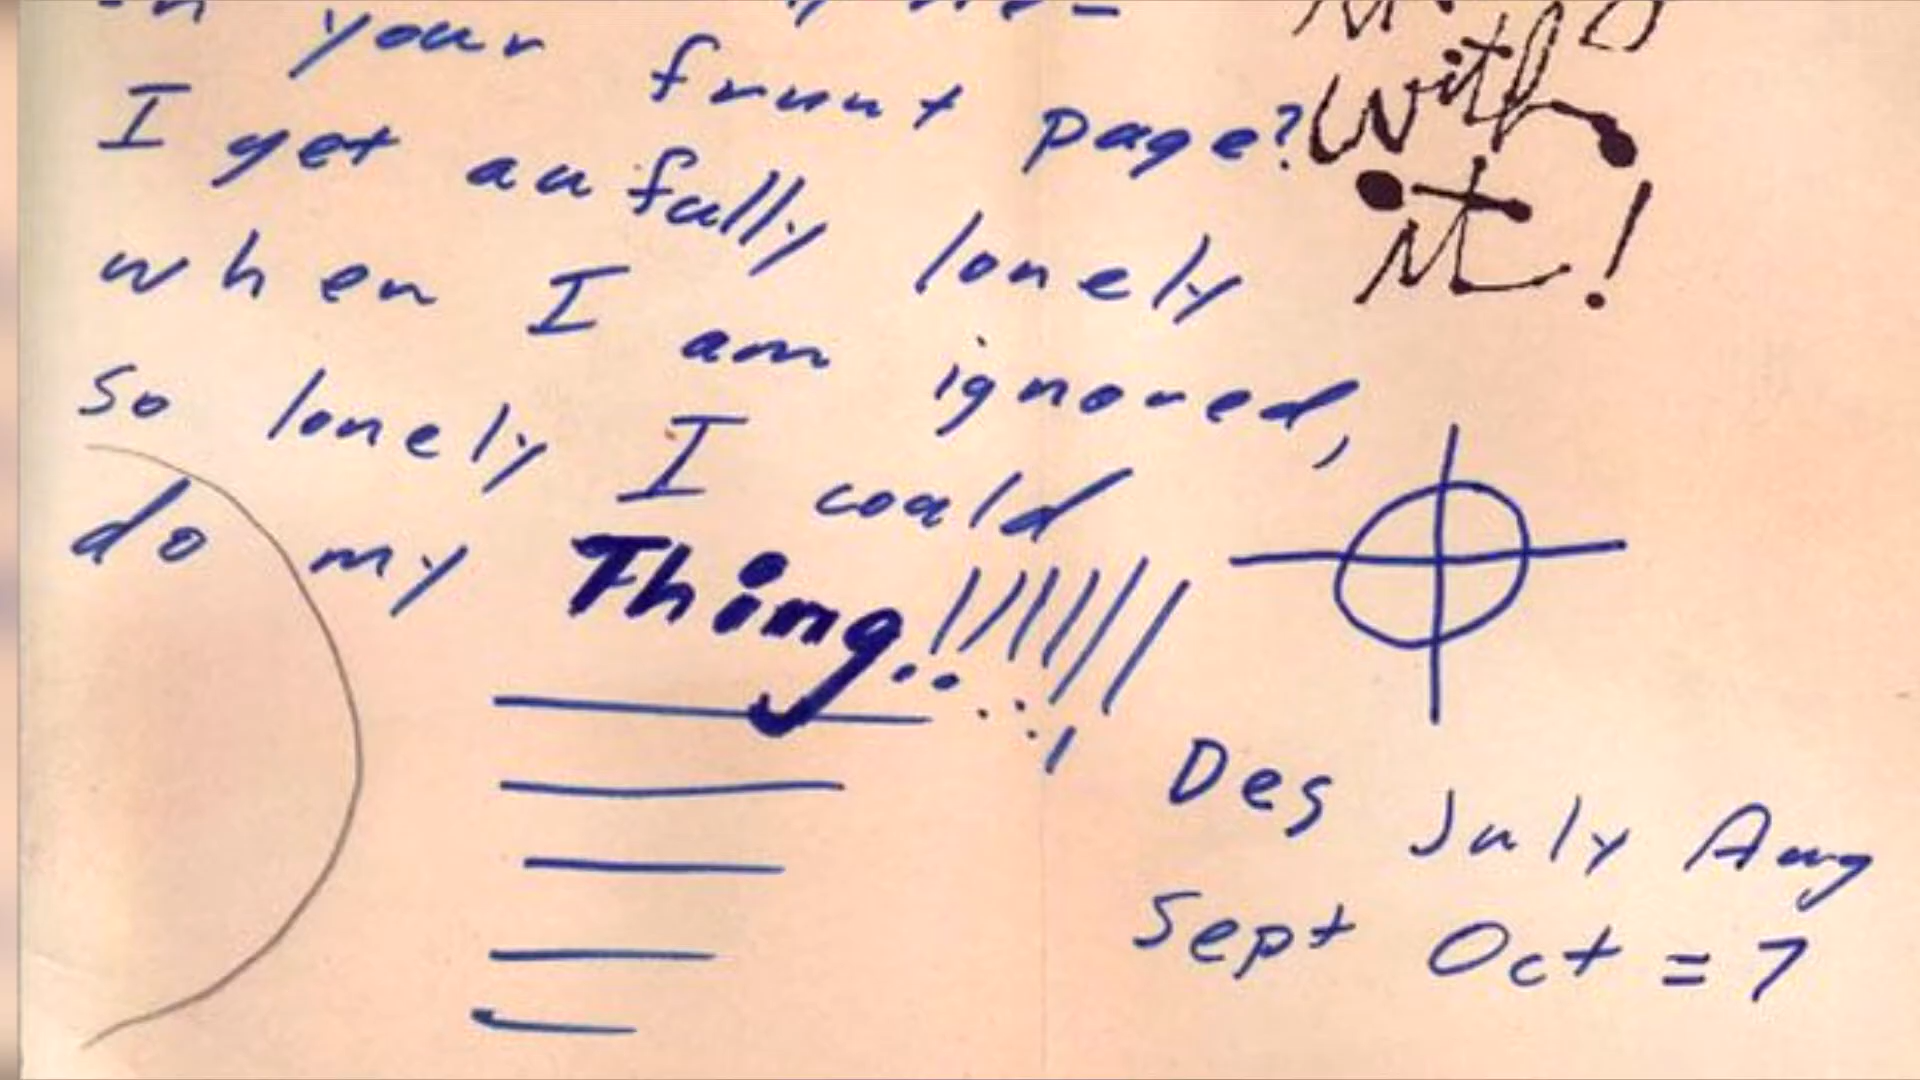 your frunt page?
I get aufully lonely
when I am ignored,
so lonely I could
do my Thing..!!!!!!
with
it!
Des July Aug
Sept Oct = 7